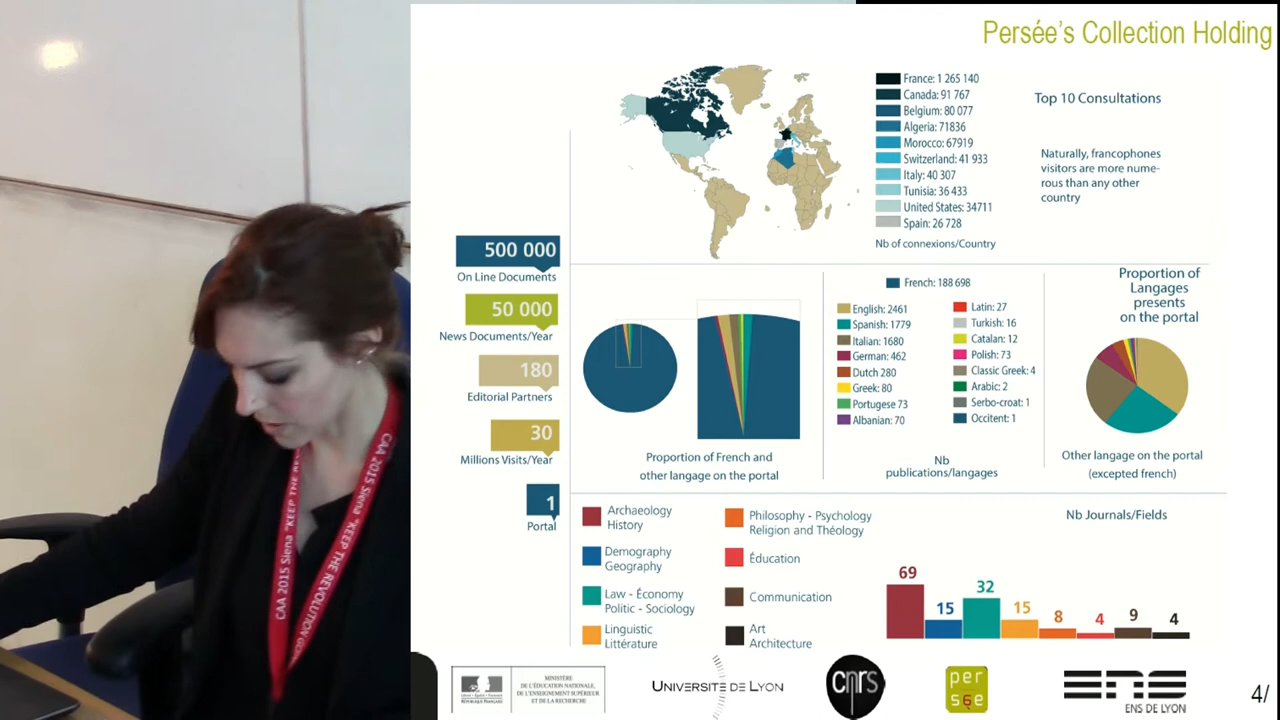 Persée's Collection Holding
France: 1 265 140
Canada: 91 767
Belgium: 80 077
Algeria: 71836
Morocco: 67919
Switzerland: 41 933
Italy: 40 307
Tunisia: 36 433
United States: 34711
Spain: 26 728
Nb of connexions/Country
Top 10 Consultations
Naturally, francophones
visitors are more nume-
rous than any other
country
500 000
On Line Documents
50 000
News Documents/Year
180
Editorial Partners
30
Millions Visits/Year
1
Portal
Proportion of French and
other langage on the portal
French: 188 698
English: 2461
Spanish: 1779
Italian: 1680
German: 462
Dutch 280
Greek: 80
Portugese 73
Albanian: 70
Latin: 27
Turkish: 16
Catalan: 12
Polish: 73
Classic Greek: 4
Arabic: 2
Serbo-croat: 1
Occitent: 1
Nb
publications/langages
Proportion of
Langages
presents
on the portal
Other langage on the portal
(excepted french)
Archaeology
History
Demography
Geography
Law - Économy
Politic - Sociology
Linguistic
Littérature
Philosophy - Psychology
Religion and Théology
Éducation
Communication
Art
Architecture
Nb Journals/Fields
69
15
32
15
8
4
9
4
CAA 2015 Siena "KEEP THE R
CAA 2015 Siena "KEEP THE REVOLUTION
MINISTÈRE
DE L'ÉDUCATION NATIONALE,
DE L'ENSEIGNEMENT SUPÉRIEUR
ET DE LA RECHERCHE
UNIVERSITÉ DE LYON
cnrs
per
sée
ENS
ENS DE LYON
4/